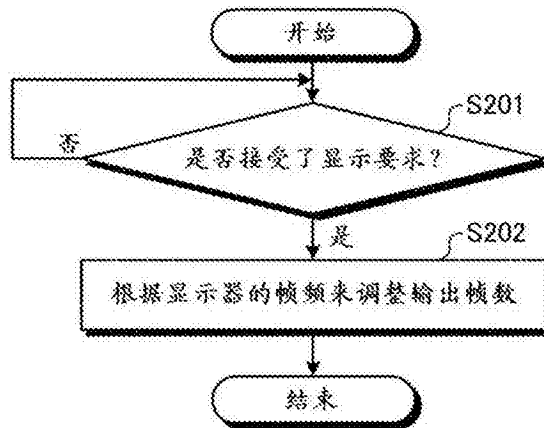 开始
S201
是否接受了显示要求?
否
是
S202
根据显示器的帧频来调整输出帧数
结束